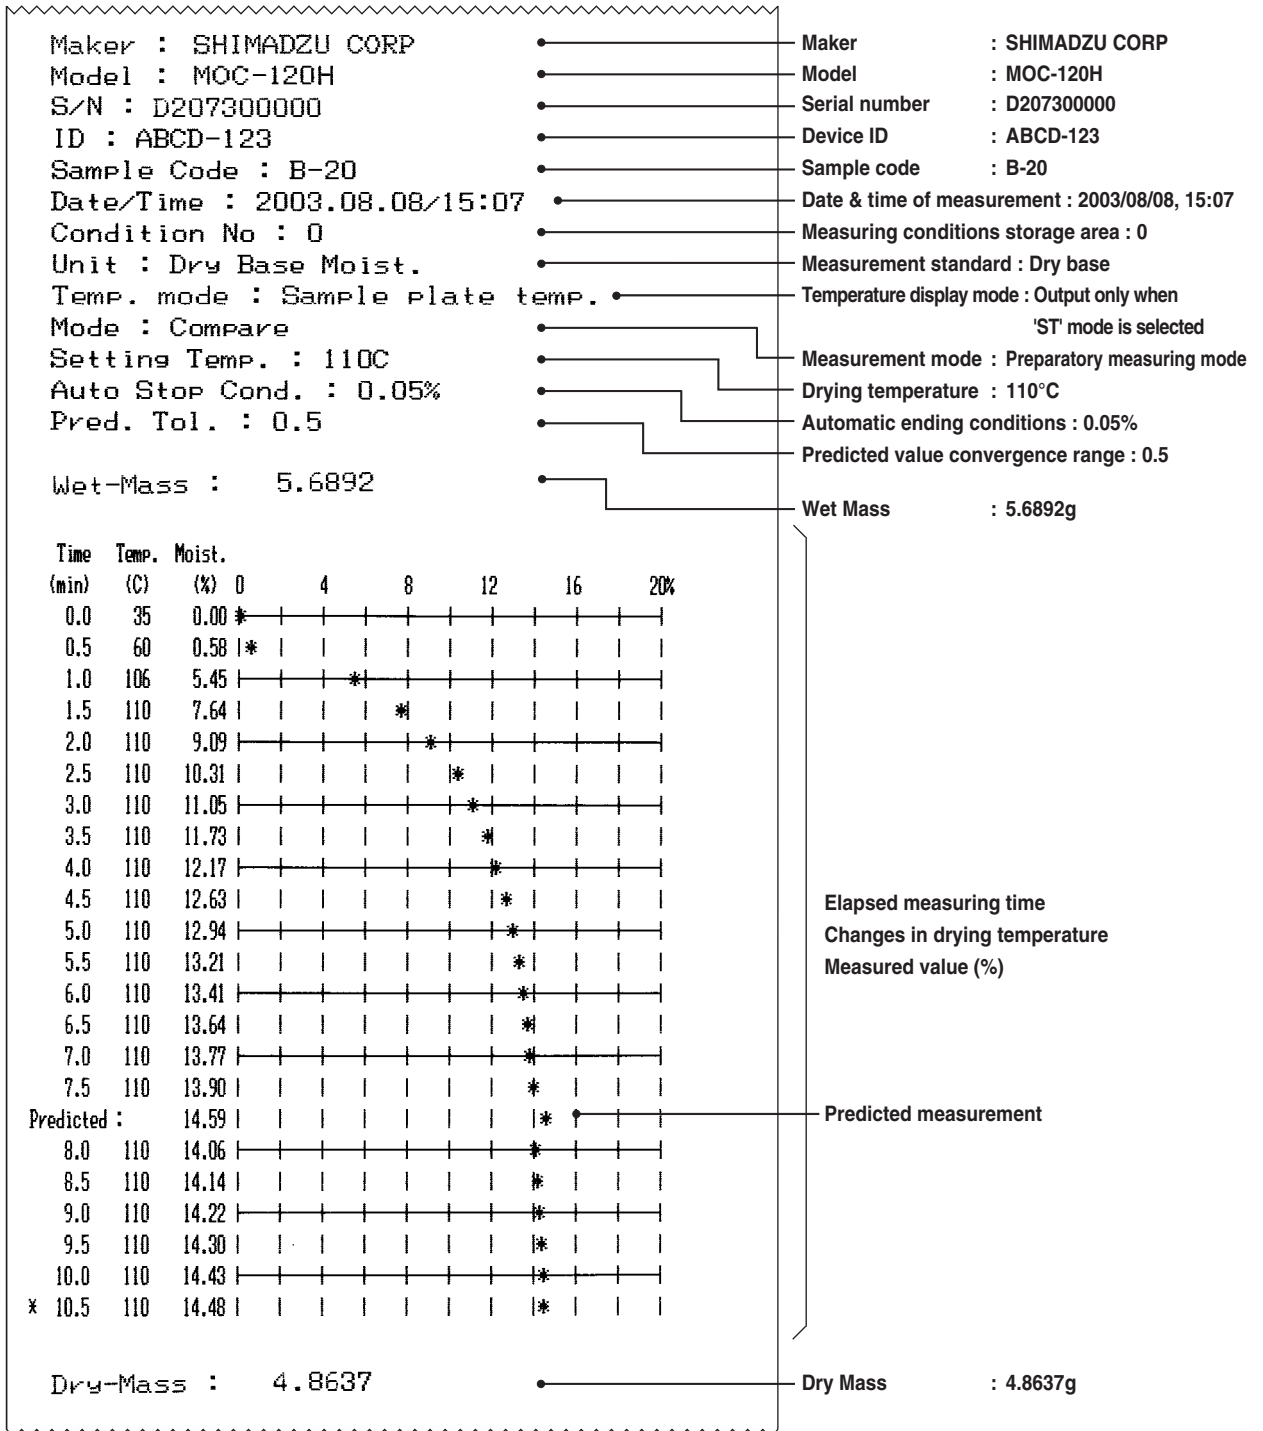 Maker : SHIMADZU CORP
Maker : SHIMADZU CORP
Model : MOC-120H
Model : MOC-120H
S/N : D207300000
Serial number : D207300000
ID : ABCD-123
Device ID : ABCD-123
Sample Code : B-20
Sample code : B-20
Date/Time : 2003.08.08/15:07
Date & time of measurement : 2003/08/08, 15:07
Condition No : 0
Measuring conditions storage area : 0
Unit : Dry Base Moist.
Measurement standard : Dry base
Temp. mode : Sample plate temp.
Temperature display mode : Output only when
'ST' mode is selected
Mode : Compare
Measurement mode : Preparatory measuring mode
Setting Temp. : 110C
Drying temperature : 110°C
Auto Stop Cond. : 0.05%
Automatic ending conditions : 0.05%
Pred. Tol. : 0.5
Predicted value convergence range : 0.5
Wet-Mass : 5.6892
Wet Mass : 5.6892g
Time Temp. Moist.
(min) (C) (%) 0 4 8 12 16 20%
0.0 35 0.00
0.5 60 0.58
1.0 106 5.45
1.5 110 7.64
2.0 110 9.09
2.5 110 10.31
3.0 110 11.05
3.5 110 11.73
4.0 110 12.17
4.5 110 12.63
5.0 110 12.94
5.5 110 13.21
6.0 110 13.41
6.5 110 13.64
7.0 110 13.77
7.5 110 13.90
Predicted : 14.59
8.0 110 14.06
8.5 110 14.14
9.0 110 14.22
9.5 110 14.30
10.0 110 14.43
* 10.5 110 14.48
Elapsed measuring time
Changes in drying temperature
Measured value (%)
Predicted measurement
Dry-Mass : 4.8637
Dry Mass : 4.8637g